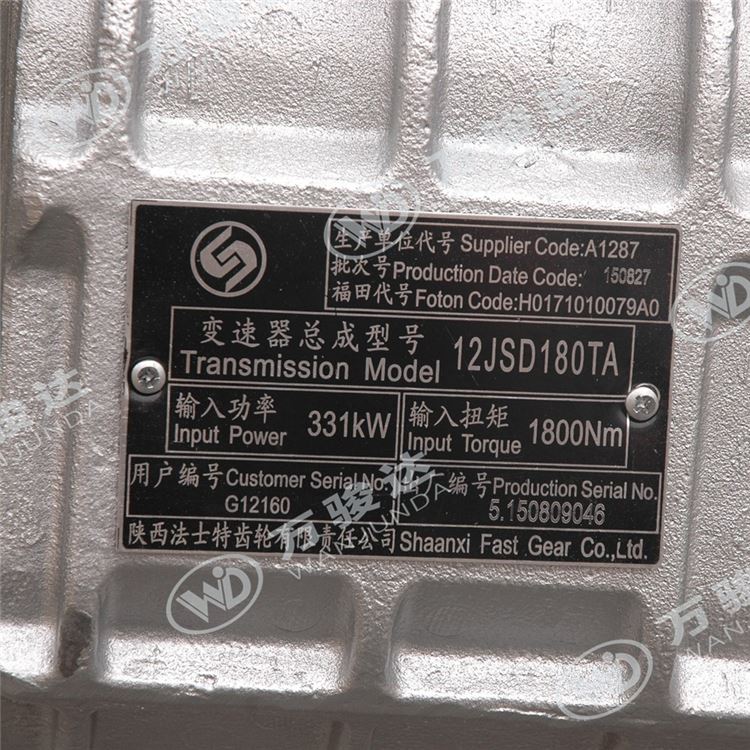 生产单位代号 Supplier Code:A1287
批次号 Production Date Code: 150827
福田代号 Foton Code:H0171010079A0
变速器总成型号
Transmission Model 12JSD180TA
输入功率
Input Power 331kW
输入扭矩
Input Torque 1800Nm
用户编号 Customer Serial No.
G12160
编号 Production Serial No.
5.150809046
陕西法士特齿轮有限责任公司 Shaanxi Fast Gear Co.,Ltd.
WD 万骏达
WANJUNDA